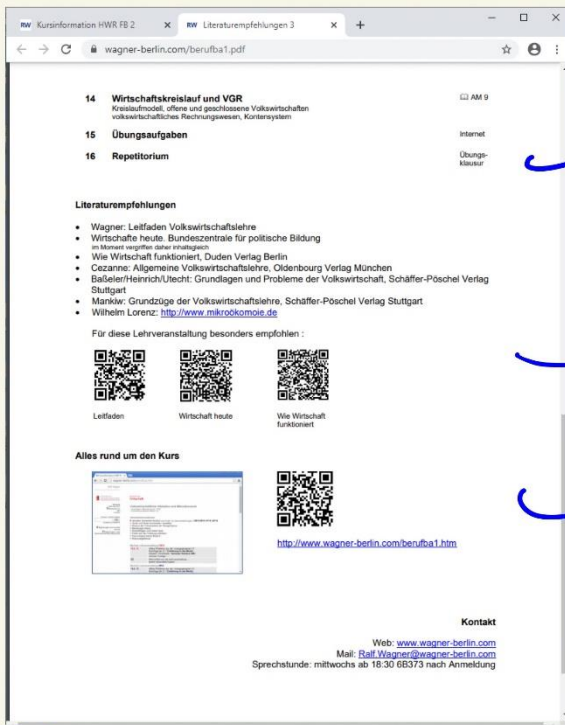 Kursinformation HWR FB 2
Literaturempfehlungen 3
wagner-berlin.com/berufba1.pdf
14 Wirtschaftskreislauf und VGR AM 9
Kreislaufmodell, offene und geschlossene Volkswirtschaften
volkswirtschaftliches Rechnungswesen, Kontensystem
15 Übungsaufgaben Internet
16 Repetitorium Übungs-
klausur
Literaturempfehlungen
• Wagner: Leitfaden Volkswirtschaftslehre
• Wirtschafte heute. Bundeszentrale für politische Bildung
im Moment vergriffen daher inhaltsgleich
• Wie Wirtschaft funktioniert, Duden Verlag Berlin
• Cezanne: Allgemeine Volkswirtschaftslehre, Oldenbourg Verlag München
• Baßeler/Heinrich/Utecht: Grundlagen und Probleme der Volkswirtschaft, Schäffer-Pöschel Verlag
Stuttgart
• Mankiw: Grundzüge der Volkswirtschaftslehre, Schäffer-Pöschel Verlag Stuttgart
• Wilhelm Lorenz: http://www.mikroökomoie.de
Für diese Lehrveranstaltung besonders empfohlen :
Leitfaden Wirtschaft heute Wie Wirtschaft
funktioniert
Alles rund um den Kurs
http://www.wagner-berlin.com/berufba1.htm
Kontakt
Web: www.wagner-berlin.com
Mail: Ralf.Wagner@wagner-berlin.com
Sprechstunde: mittwochs ab 18:30 6B373 nach Anmeldung